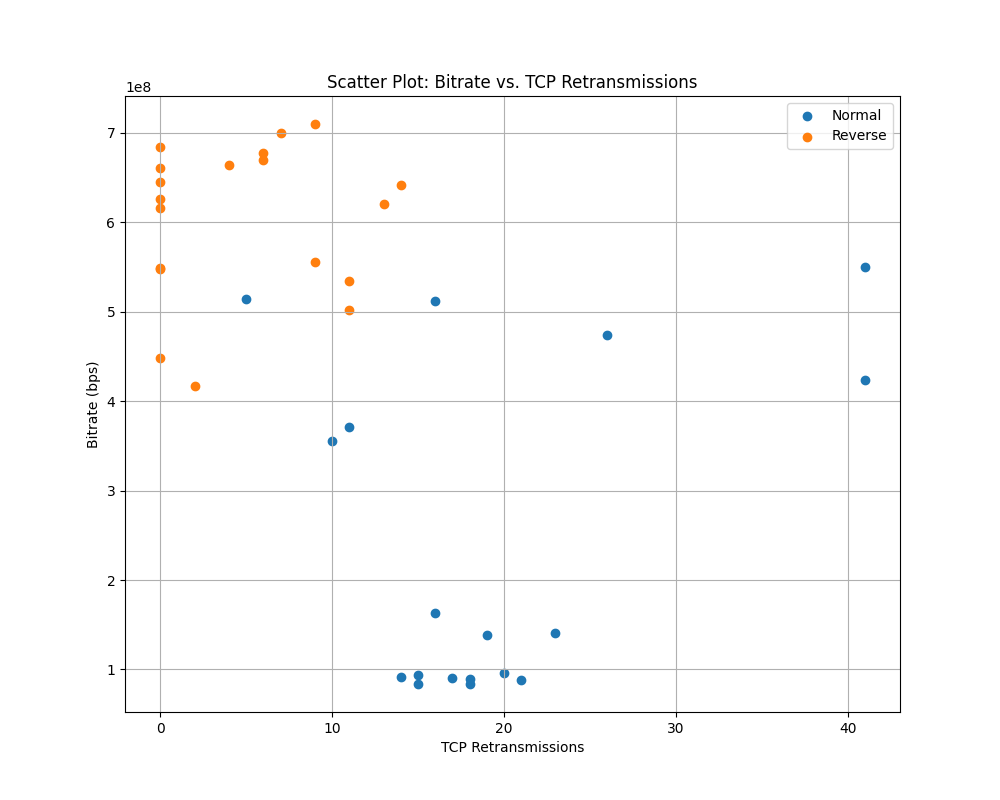 Scatter Plot: Bitrate vs. TCP Retransmissions
1e8
Normal
Reverse
7
6
5
4
3
2
1
Bitrate (bps)
0 10 20 30 40
TCP Retransmissions